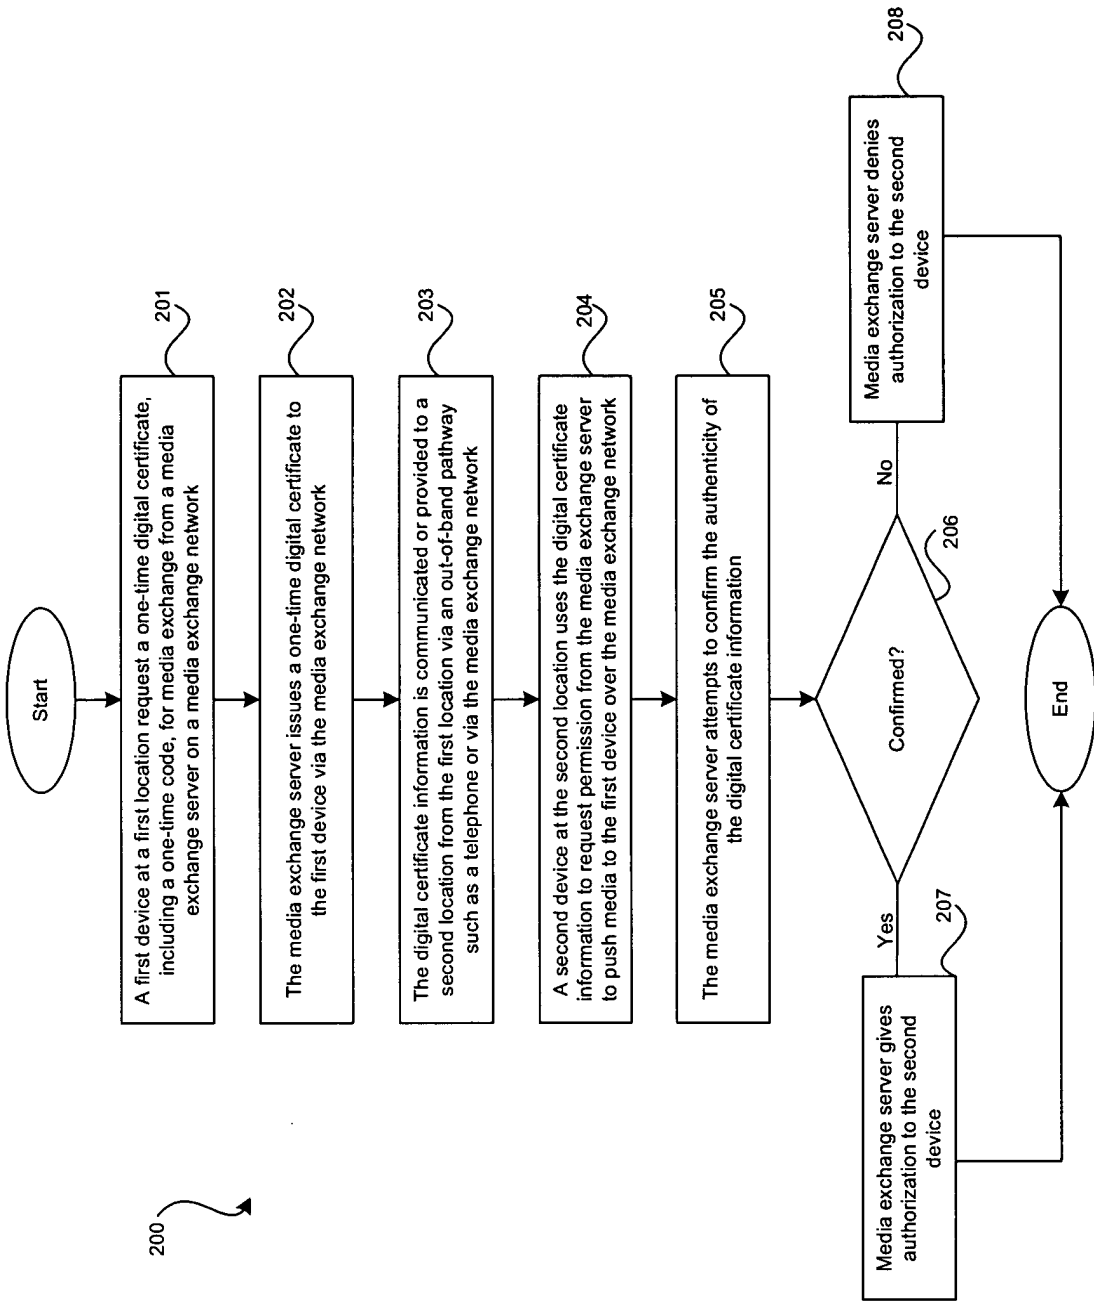 200
Start
A first device at a first location request a one-time digital certificate,
including a one-time code, for media exchange from a media
exchange server on a media exchange network
201
The media exchange server issues a one-time digital certificate to
the first device via the media exchange network
202
The digital certificate information is communicated or provided to a
second location from the first location via an out-of-band pathway
such as a telephone or via the media exchange network
203
A second device at the second location uses the digital certificate
information to request permission from the media exchange server
to push media to the first device over the media exchange network
204
The media exchange server attempts to confirm the authenticity of
the digital certificate information
205
Confirmed?
206
Yes
No
Media exchange server gives
authorization to the second
device
207
Media exchange server denies
authorization to the second
device
208
End